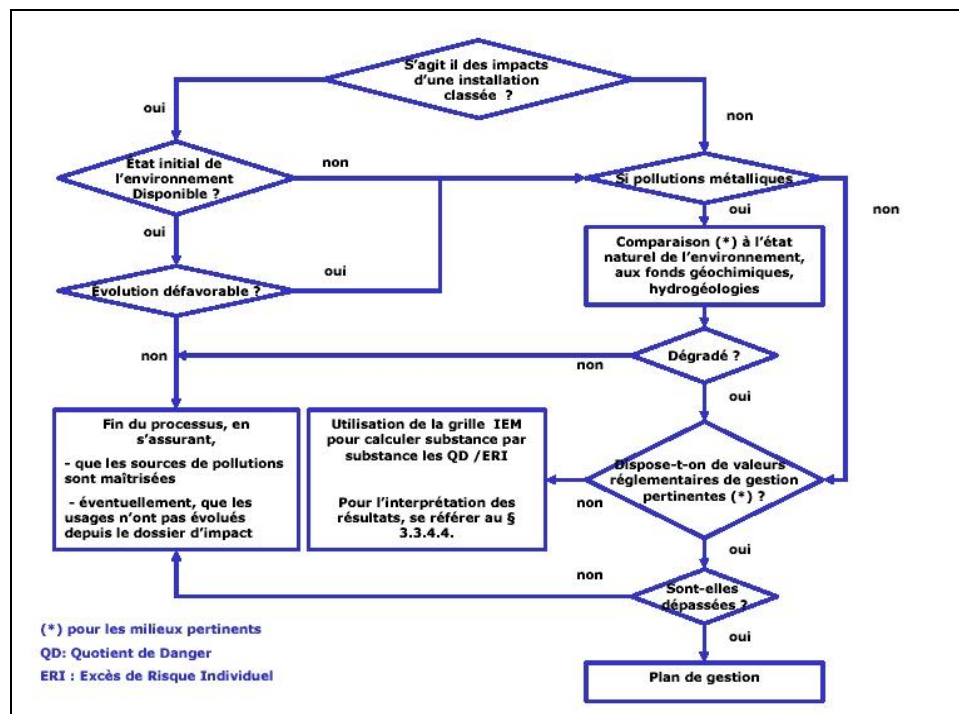 S'agit il des impacts
d'une installation
classée ?
oui
non
État initial de
l'environnement
Disponible ?
non
Si pollutions métalliques
oui
non
oui
Comparaison (*) à l'état
naturel de l'environnement,
aux fonds géochimiques,
hydrogéologies
Evolution défavorable ?
oui
non
Dégradé ?
non
oui
Fin du processus, en
s'assurant,
- que les sources de pollutions
sont maîtrisées
- éventuellement, que les
usages n'ont pas évolués
depuis le dossier d'impact
Utilisation de la grille IEM
pour calculer substance par
substance les QD /ERI
Pour l'interprétation des
résultats, se référer au §
3.3.4.4.
Dispose-t-on de valeurs
réglementaires de gestion
pertinentes (*) ?
non
oui
non
Sont-elles
dépassées ?
oui
Plan de gestion
(*) pour les milieux pertinents
QD: Quotient de Danger
ERI : Excès de Risque Individuel